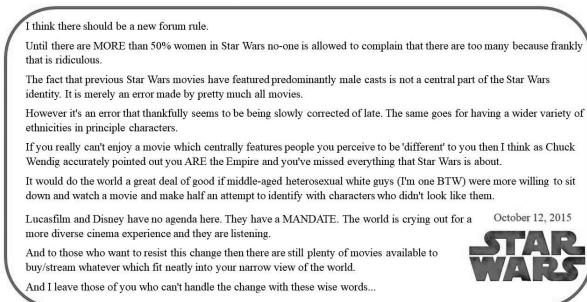 I think there should be a new forum rule.
Until there are MORE than 50% women in Star Wars no-one is allowed to complain that there are too many because frankly
that is ridiculous.
The fact that previous Star Wars movies have featured predominantly male casts is not a central part of the Star Wars
identity. It is merely an error made by pretty much all movies.
However it's an error that thankfully seems to be being slowly corrected of late. The same goes for having a wider variety of
ethnicities in principle characters.
If you really can't enjoy a movie which centrally features people you perceive to be 'different' to you then I think as Chuck
Wendig accurately pointed out you ARE the Empire and you've missed everything that Star Wars is about.
It would do the world a great deal of good if middle-aged heterosexual white guys (I'm one BTW) were more willing to sit
down and watch a movie and make half an attempt to identify with characters who didn't look like them.
Lucasfilm and Disney have no agenda here. They have a MANDATE. The world is crying out for a
more diverse cinema experience and they are listening.
And to those who want to resist this change then there are still plenty of movies available to
buy/stream whatever which fit neatly into your narrow view of the world.
And I leave those of you who can't handle the change with these wise words...
October 12, 2015
STAR
WARS